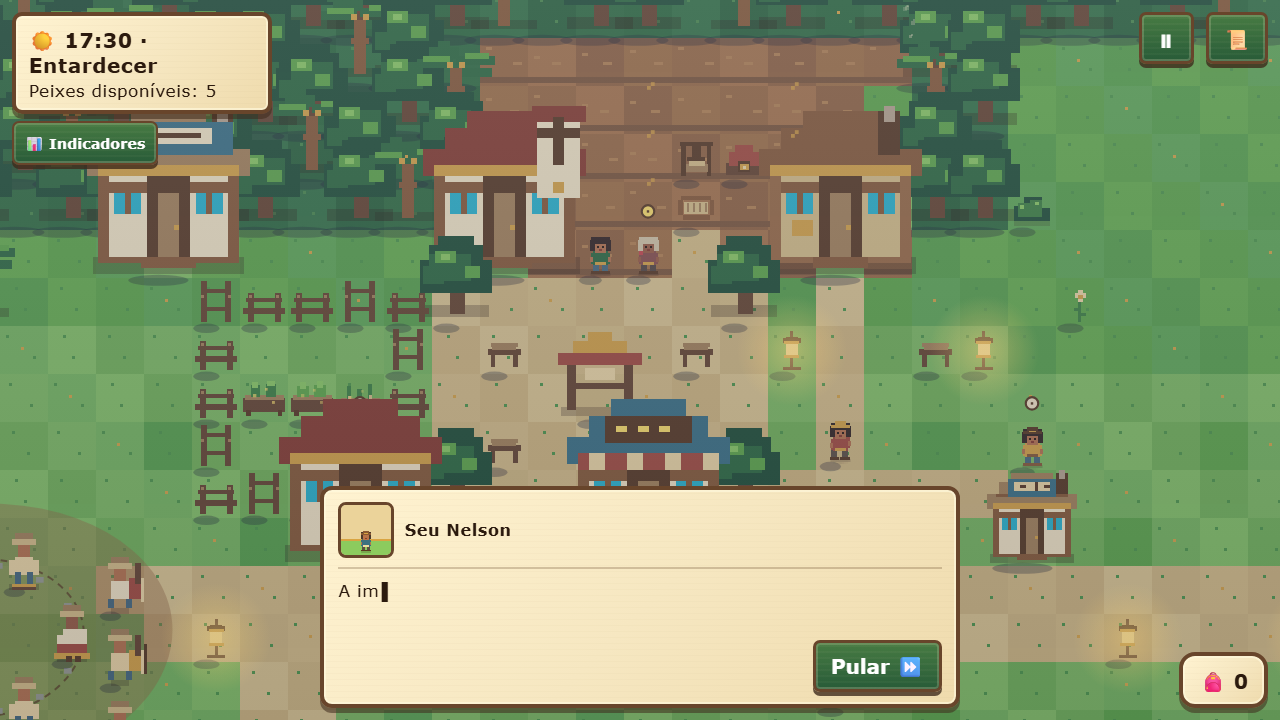 17:30 ·
Entardecer
Peixes disponíveis: 5
Indicadores
Seu Nelson
A im
Pular
0